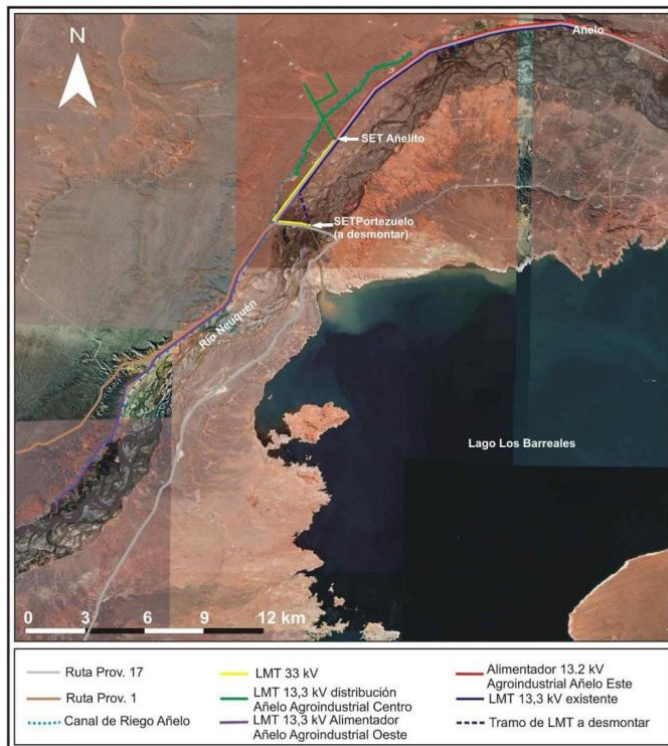 N
Añelo
SET Añelito
SETPortezuelo
(a desmontar)
Río Neuquén
Lago Los Barreales
0 3 6 9 12 km
Ruta Prov. 17
Ruta Prov. 1
Canal de Riego Añelo
LMT 33 kV
LMT 13,3 kV distribución
Añelo Agroindustrial Centro
LMT 13,3 kV Alimentador
Añelo Agroindustrial Oeste
Alimentador 13.2 kV
Agroindustrial Añelo Este
LMT 13,3 kV existente
Tramo de LMT a desmontar